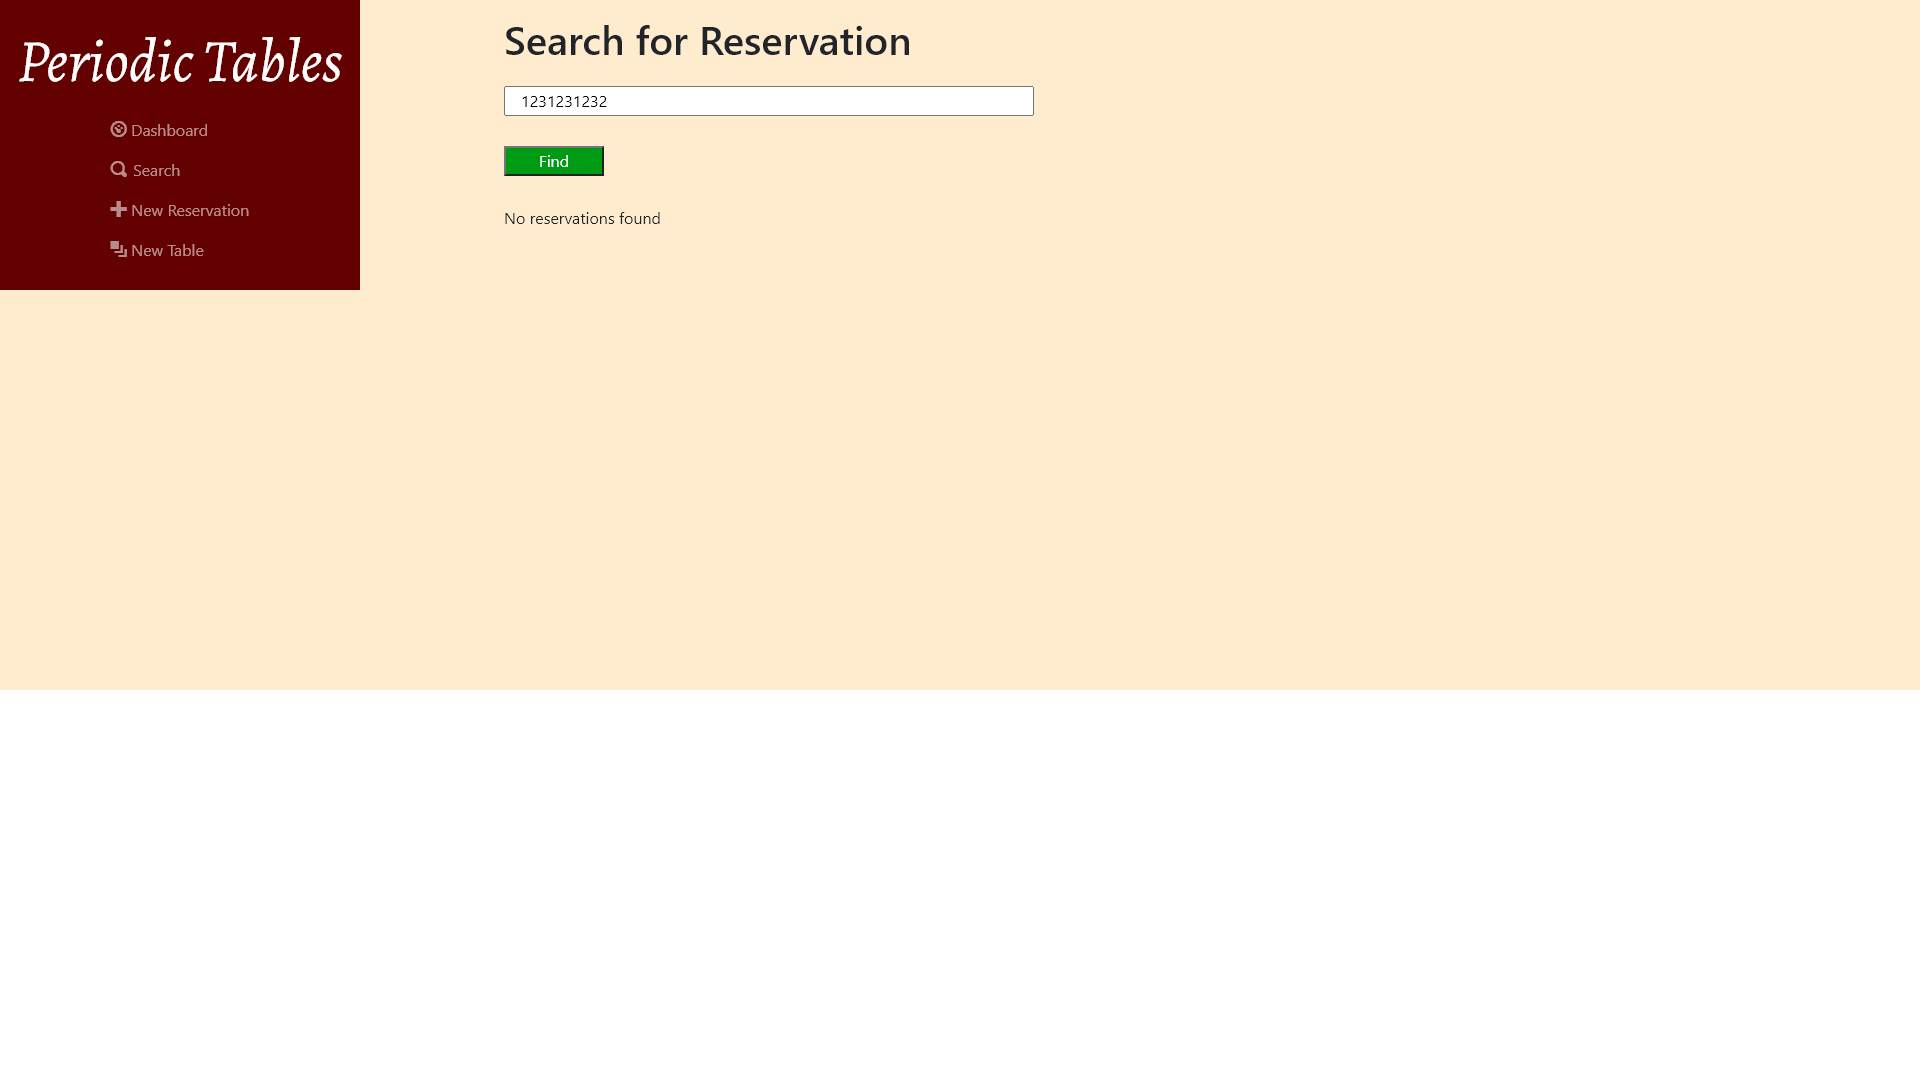 Periodic Tables
Dashboard
Search
New Reservation
New Table
Search for Reservation
1231231232
Find
No reservations found